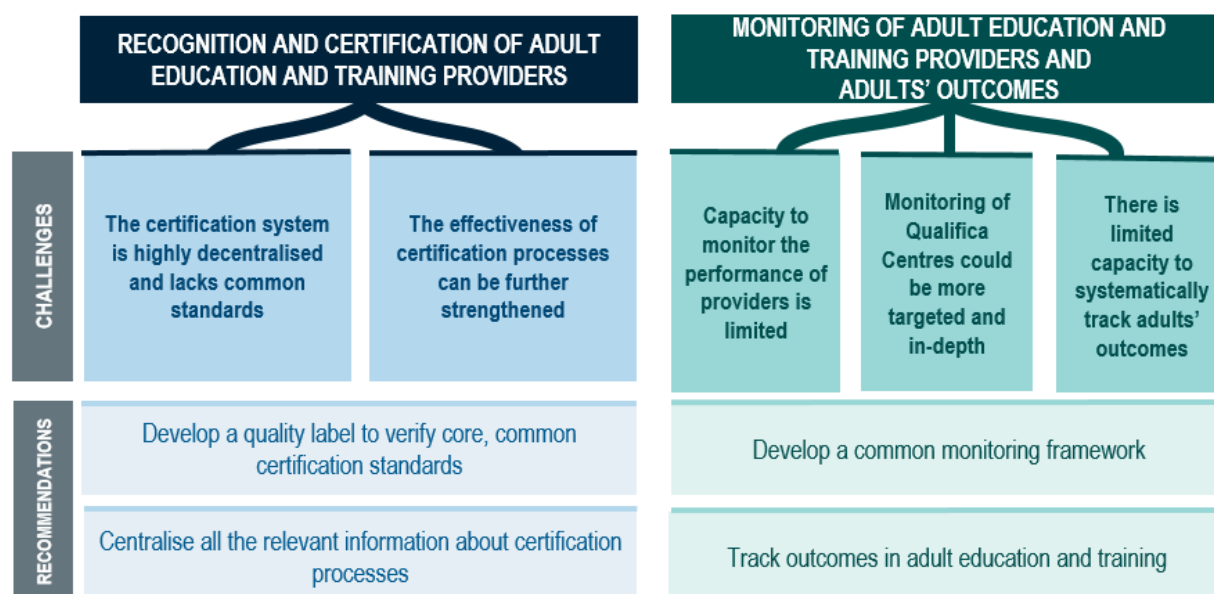 RECOGNITION AND CERTIFICATION OF ADULT
EDUCATION AND TRAINING PROVIDERS
MONITORING OF ADULT EDUCATION AND
TRAINING PROVIDERS AND
ADULTS' OUTCOMES
CHALLENGES
The certification system
is highly decentralised
and lacks common
standards
The effectiveness of
certification processes
can be further
strengthened
Capacity to
monitor the
performance of
providers is
limited
Monitoring of
Qualifica
Centres could
be more
targeted and
in-depth
There is
limited
capacity to
systematically
track adults'
outcomes
RECOMMENDATIONS
Develop a quality label to verify core, common
certification standards
Develop a common monitoring framework
Centralise all the relevant information about certification
processes
Track outcomes in adult education and training